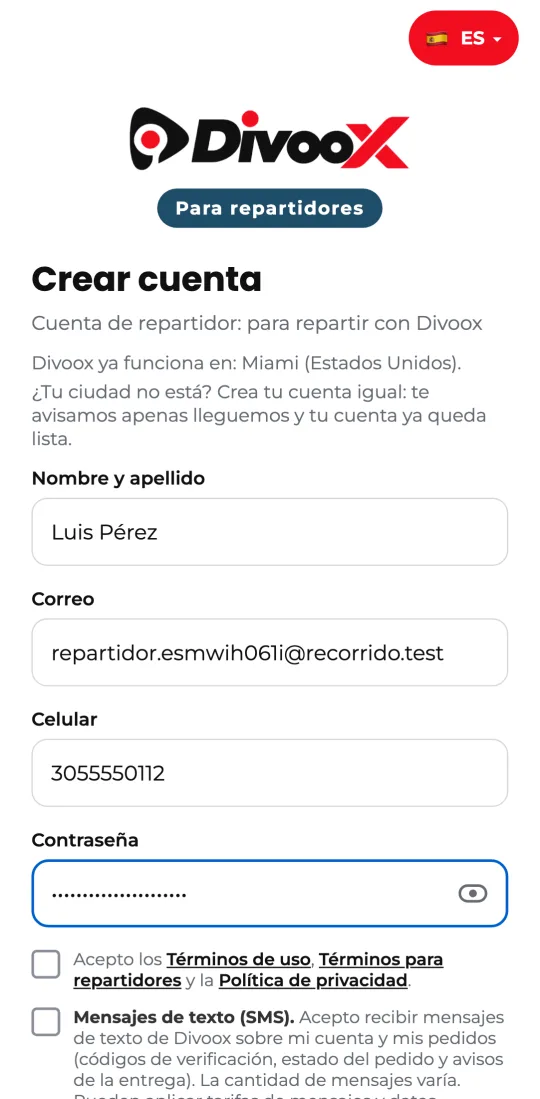 ES
DivooX
Para repartidores
Crear cuenta
Cuenta de repartidor: para repartir con Divoox
Divoox ya funciona en: Miami (Estados Unidos).
¿Tu ciudad no está? Crea tu cuenta igual: te
avisamos apenas lleguemos y tu cuenta ya queda
lista.
Nombre y apellido
Luis Pérez
Correo
repartidor.esmwih061i@recorrido.test
Celular
3055550112
Contraseña
Acepto los Términos de uso, Términos para
repartidores y la Política de privacidad.
Mensajes de texto (SMS). Acepto recibir mensajes
de texto de Divoox sobre mi cuenta y mis pedidos
(códigos de verificación, estado del pedido y avisos
de la entrega). La cantidad de mensajes varía.